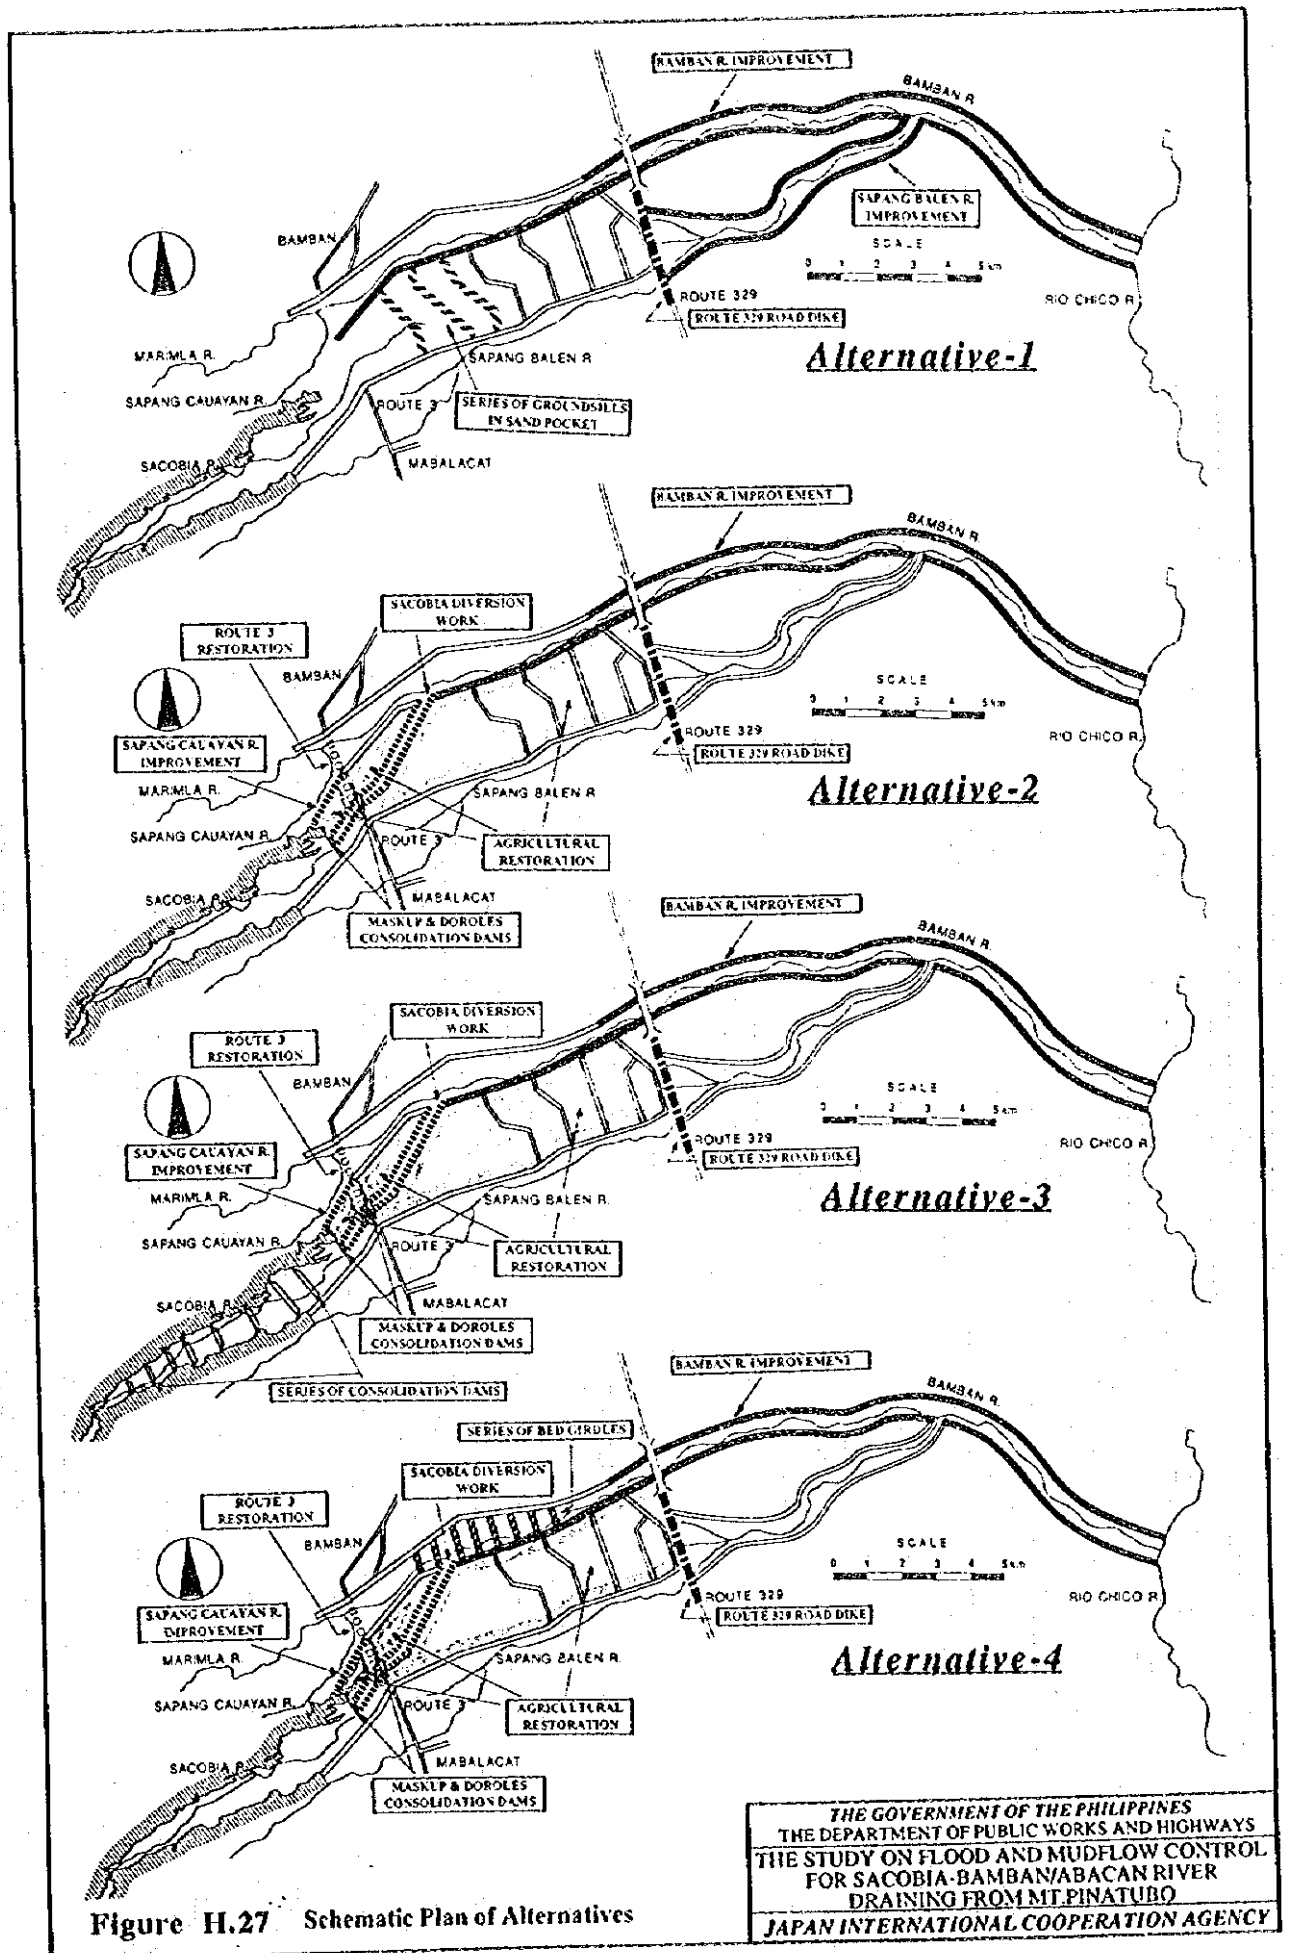 BAMBAN R. IMPROVEMENT
BAMBAN R.
SAPANG BALEN R.
IMPROVEMENT
BAMBAN
SCALE
0 1 2 3 4 5 km
ROUTE 329
ROUTE 329 ROAD DIKE
RIO CHICO R.
MARIMLA R.
SAPANG BALEN R
Alternative-1
SAPANG CAUAYAN R.
ROUTE 3
SERIES OF GROUNDSILLS
IN SAND POCKET
SACOBIA R.
MABALACAT
BAMBAN R. IMPROVEMENT
BAMBAN R.
SACOBIA DIVERSION
WORK
ROUTE 3
RESTORATION
BAMBAN
SCALE
0 1 2 3 4 5 km
SAPANG CAUAYAN R.
IMPROVEMENT
ROUTE 329
ROUTE 329 ROAD DIKE
RIO CHICO R.
MARIMLA R.
SAPANG BALEN R
Alternative-2
SAPANG CAUAYAN R.
ROUTE 3
AGRICULTURAL
RESTORATION
SACOBIA R.
MABALACAT
MASKUP & DOROLES
CONSOLIDATION DAMS
BAMBAN R. IMPROVEMENT
BAMBAN R.
SACOBIA DIVERSION
WORK
ROUTE 3
RESTORATION
BAMBAN
SCALE
0 1 2 3 4 5 km
SAPANG CAUAYAN R.
IMPROVEMENT
ROUTE 329
ROUTE 329 ROAD DIKE
RIO CHICO R
MARIMLA R.
SAPANG BALEN R.
Alternative-3
SAPANG CAUAYAN R.
ROUTE 3
AGRICULTURAL
RESTORATION
SACOBIA R.
MABALACAT
MASKUP & DOROLES
CONSOLIDATION DAMS
SERIES OF CONSOLIDATION DAMS
BAMBAN R. IMPROVEMENT
BAMBAN R.
SERIES OF BED GIRDLES
SACOBIA DIVERSION
WORK
ROUTE 3
RESTORATION
BAMBAN
SCALE
0 1 2 3 4 5 km
SAPANG CAUAYAN R.
IMPROVEMENT
ROUTE 329
ROUTE 329 ROAD DIKE
RIO CHICO R.
MARIMLA R.
SAPANG BALEN R.
Alternative-4
SAPANG CAUAYAN R.
ROUTE 3
AGRICULTURAL
RESTORATION
SACOBIA R.
MABALACAT
MASKUP & DOROLES
CONSOLIDATION DAMS
THE GOVERNMENT OF THE PHILIPPINES
THE DEPARTMENT OF PUBLIC WORKS AND HIGHWAYS
THE STUDY ON FLOOD AND MUDFLOW CONTROL
FOR SACOBIA-BAMBAN/ABACAN RIVER
DRAINING FROM MT.PINATUBO
JAPAN INTERNATIONAL COOPERATION AGENCY
Figure H.27 Schematic Plan of Alternatives